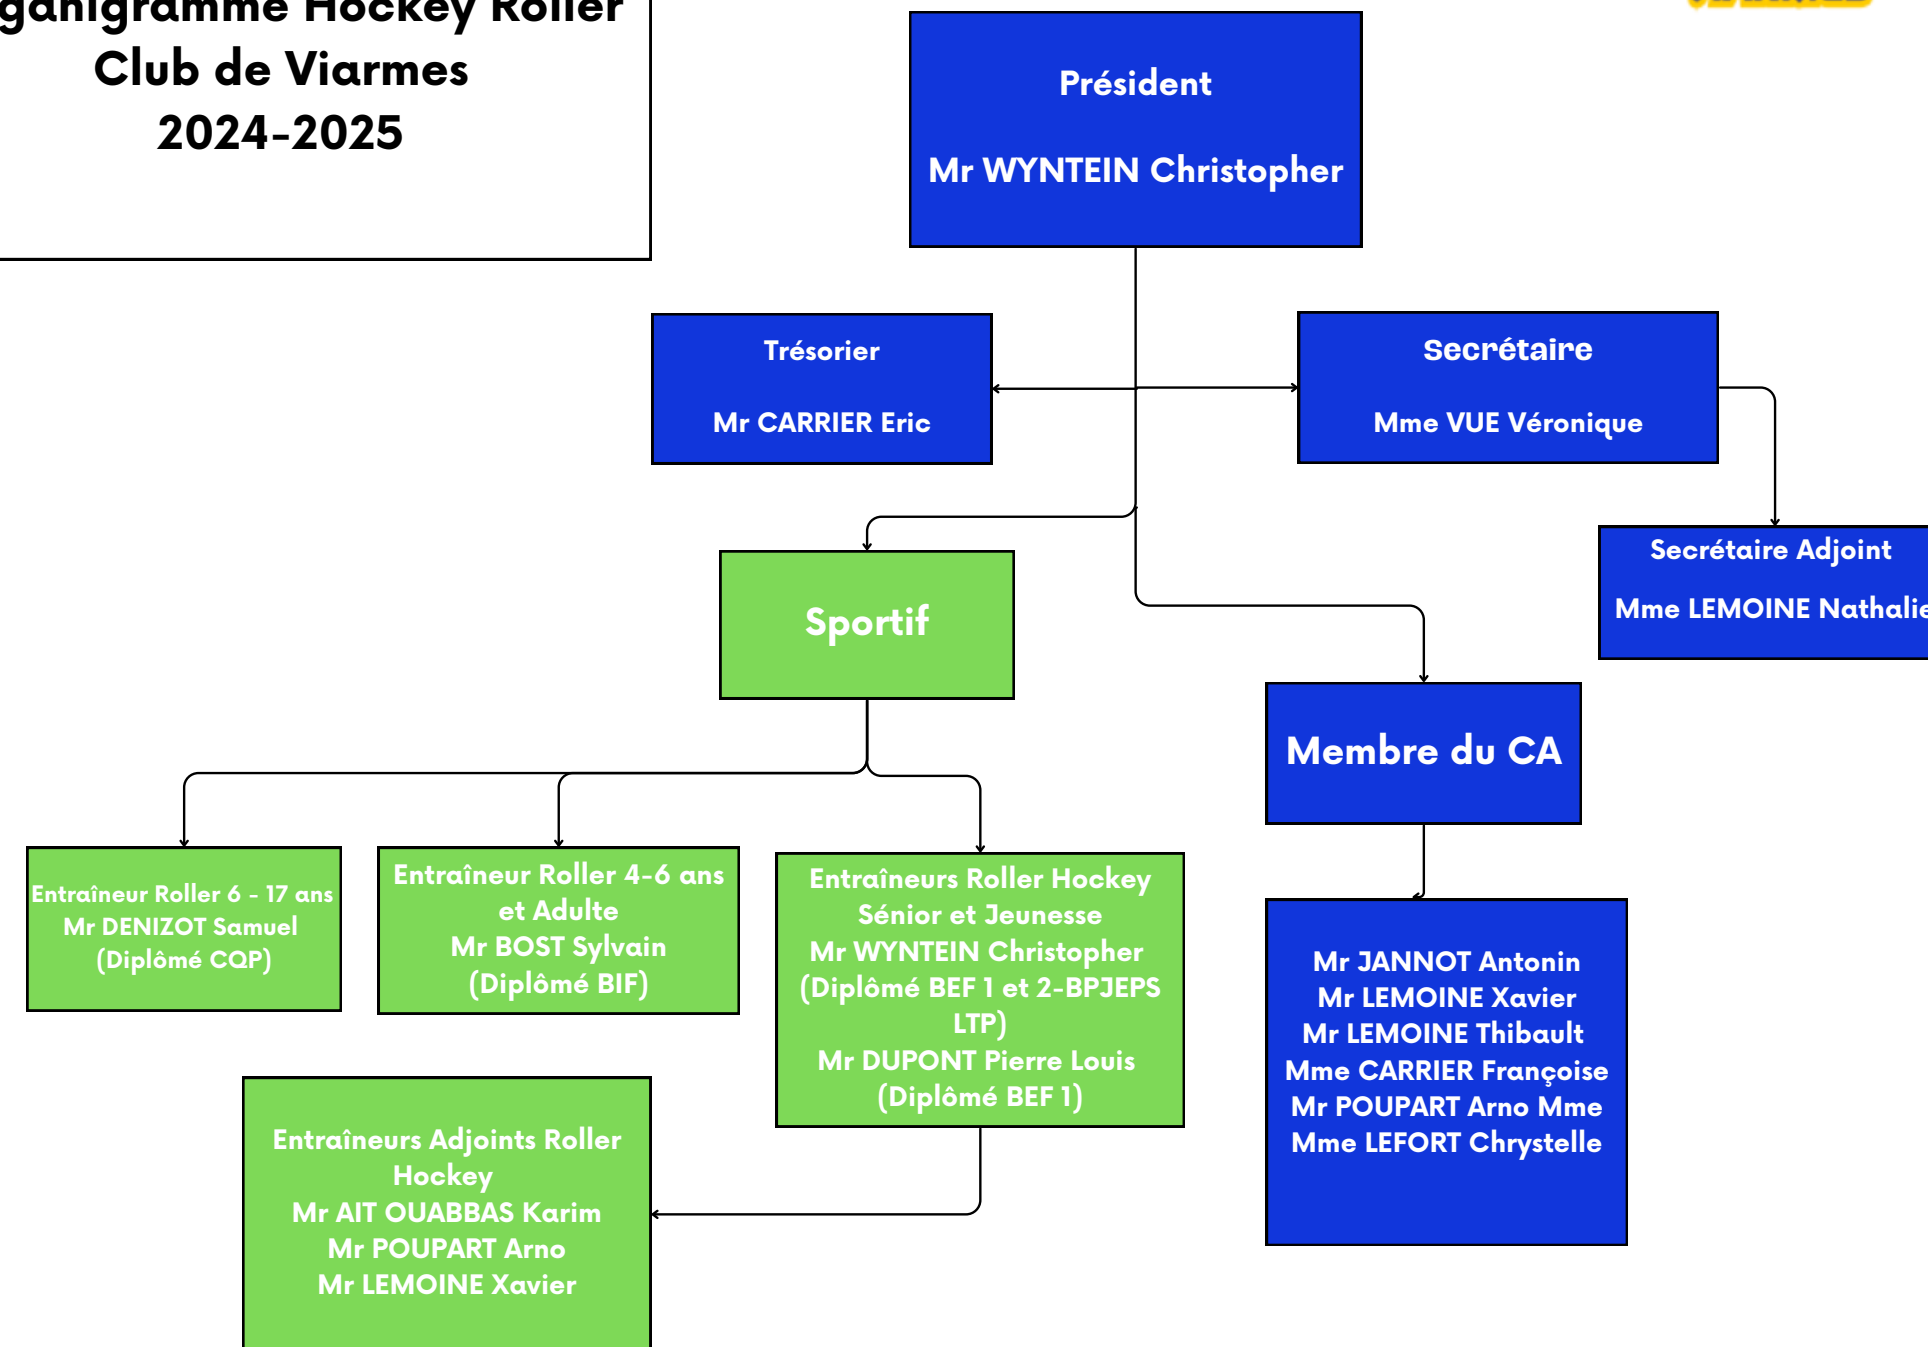 Hockey Roller
Club de Viarmes
2024-2025
Président
Mr WYNTEIN Christopher
Trésorier
Mr CARRIER Eric
Secrétaire
Mme VUE Véronique
Secrétaire Adjoint
Mme LEMOINE Nathalie
Sportif
Membre du CA
Entraîneur Roller 6 - 17 ans
Mr DENIZOT Samuel
(Diplômé CQP)
Entraîneur Roller 4-6 ans
et Adulte
Mr BOST Sylvain
(Diplômé BIF)
Entraîneurs Roller Hockey
Sénior et Jeunesse
Mr WYNTEIN Christopher
(Diplômé BEF 1 et 2-BPJEPS
LTP)
Mr DUPONT Pierre Louis
(Diplômé BEF 1)
Mr JANNOT Antonin
Mr LEMOINE Xavier
Mr LEMOINE Thibault
Mme CARRIER Françoise
Mr POUPART Arno Mme
Mme LEFORT Chrystelle
Entraîneurs Adjoints Roller
Hockey
Mr AIT OUABBAS Karim
Mr POUPART Arno
Mr LEMOINE Xavier